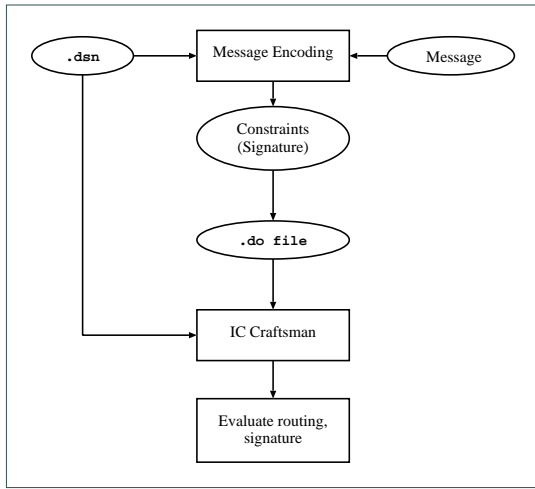 .dsn
Message Encoding
Message
Constraints
(Signature)
.do file
IC Craftsman
Evaluate routing,
signature